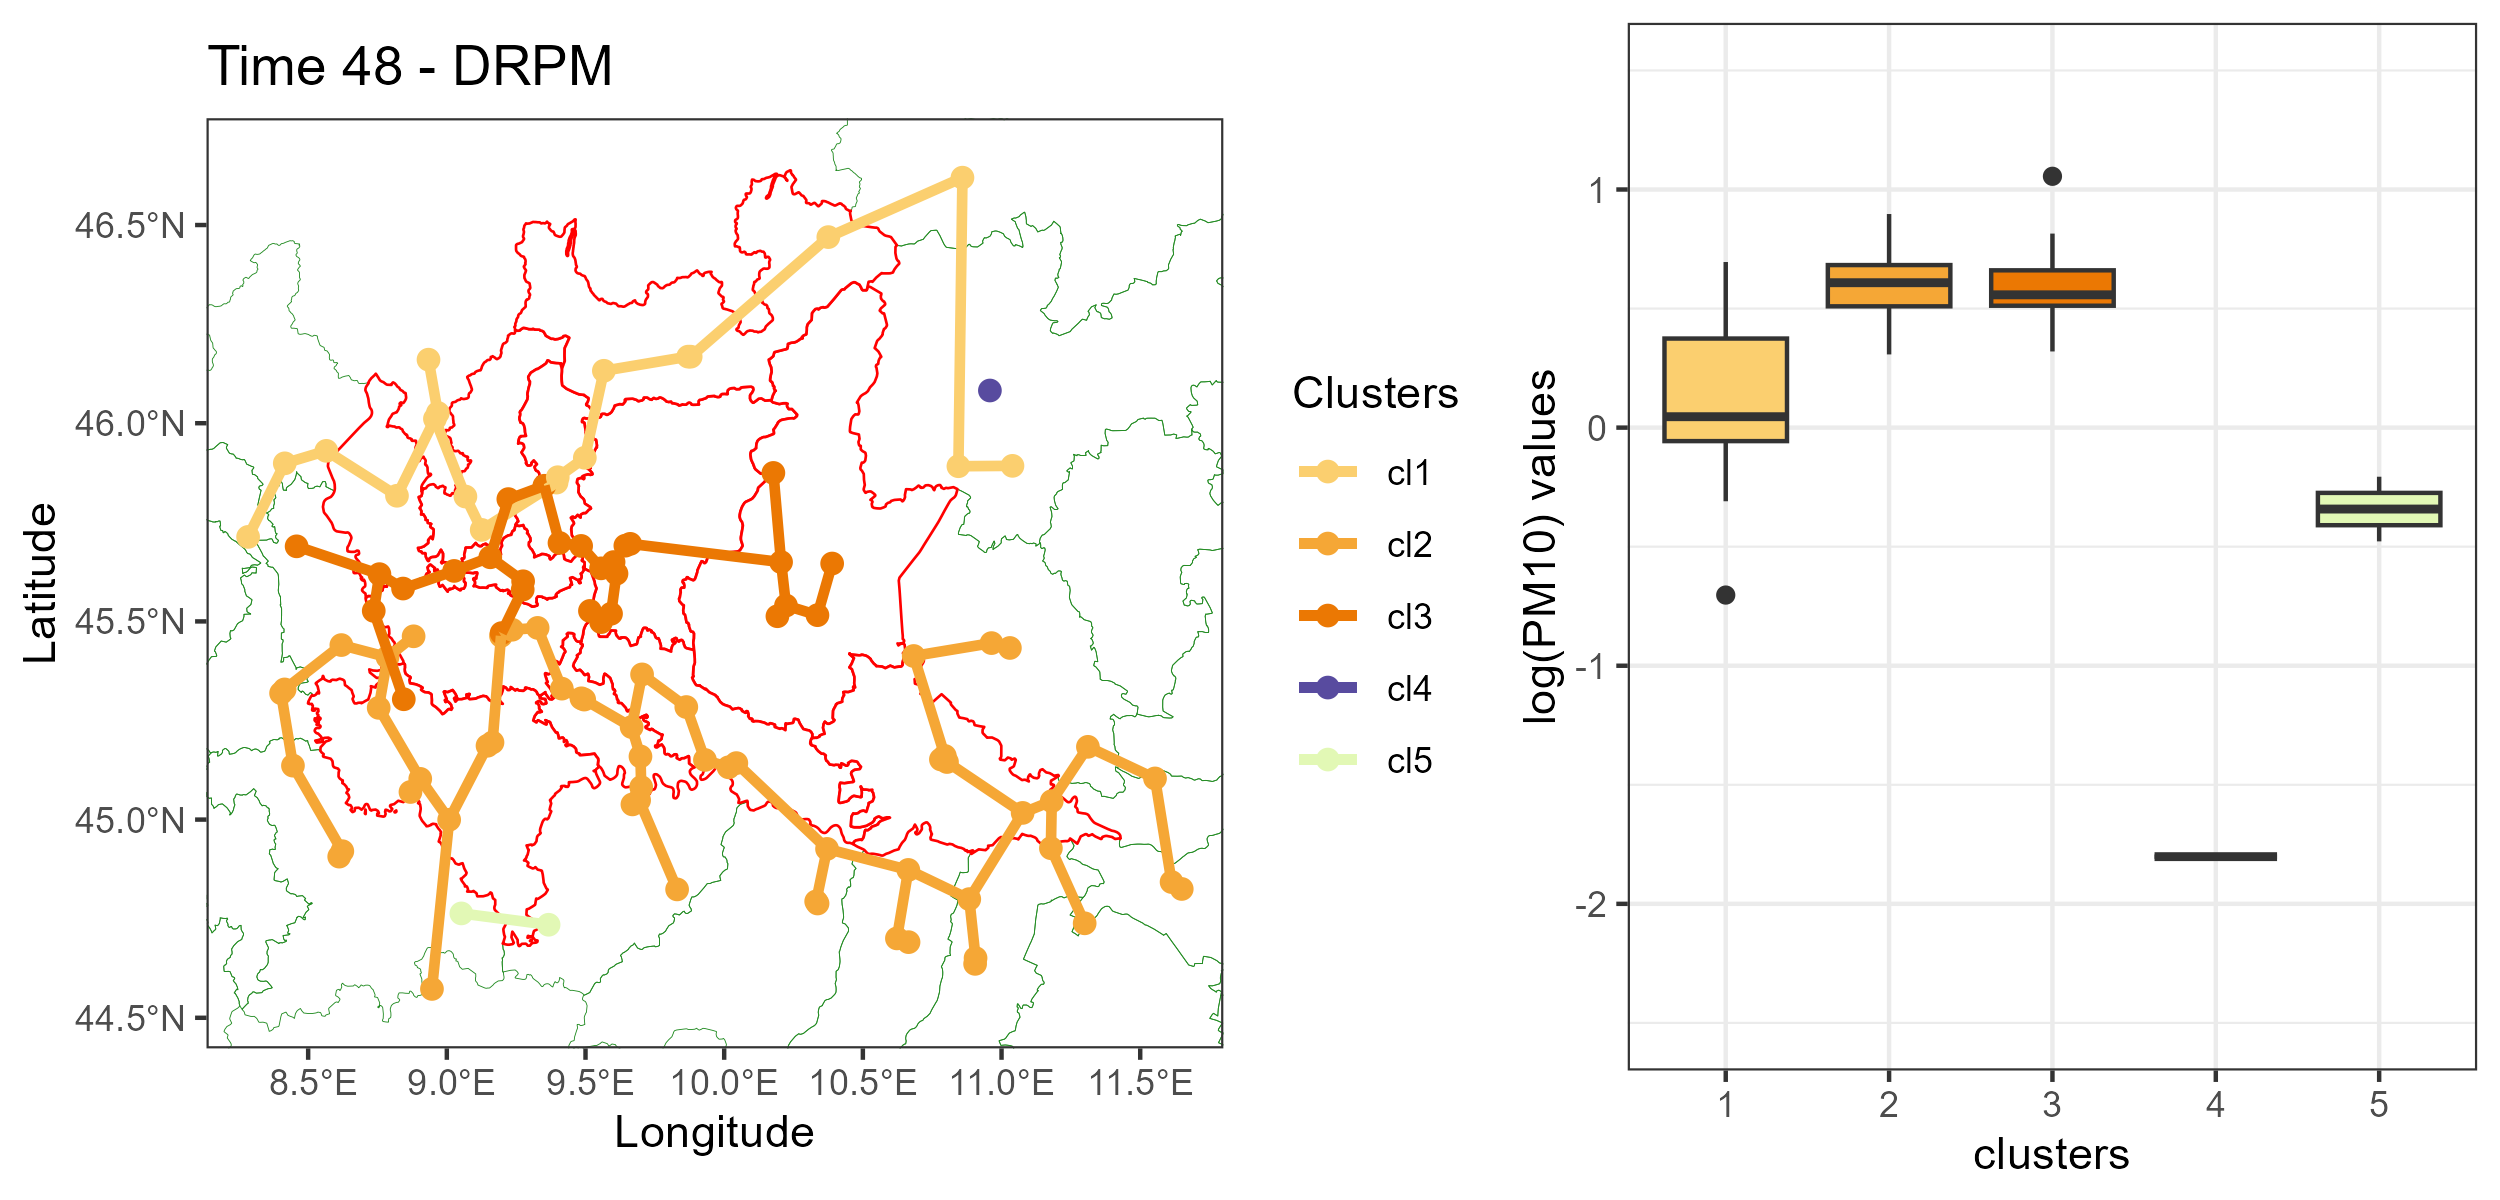 Time 48 - DRPM
46.5°N
46.0°N
45.5°N
45.0°N
44.5°N
Latitude
8.5°E 9.0°E 9.5°E 10.0°E 10.5°E 11.0°E 11.5°E
Longitude
Clusters
cl1
cl2
cl3
cl4
cl5
log(PM10) values
1
0
-1
-2
1 2 3 4 5
clusters